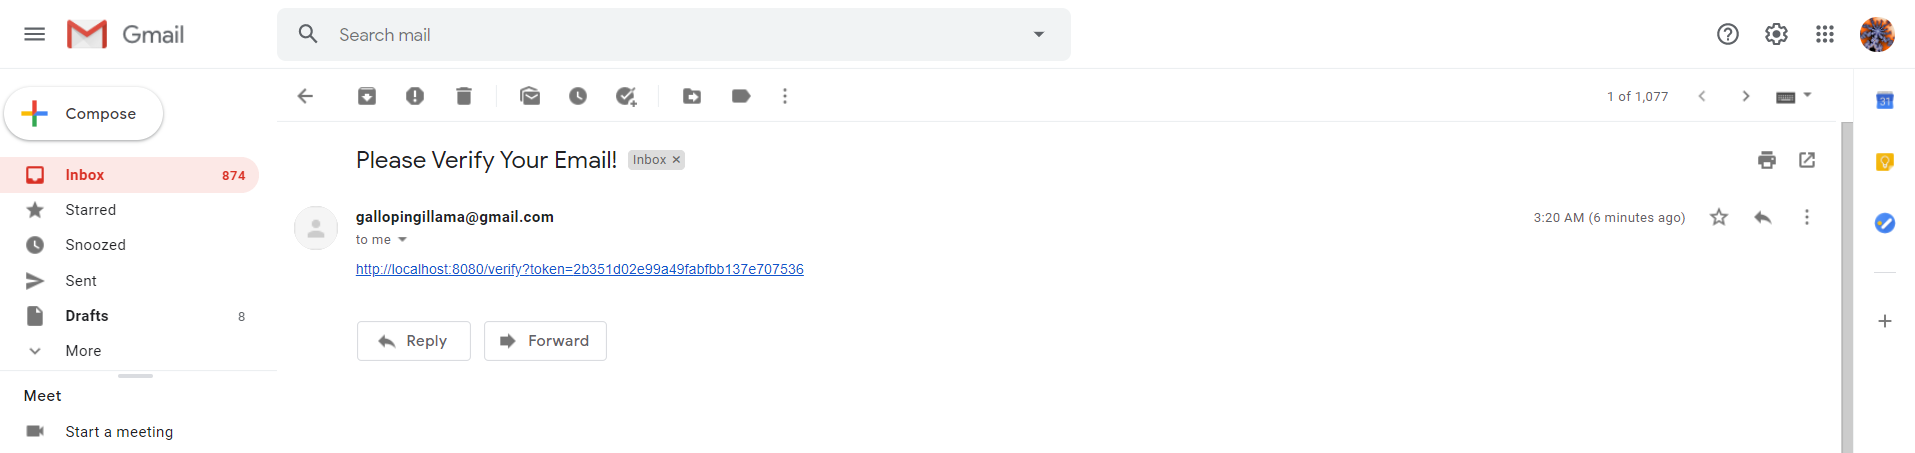 Gmail
Search mail
Compose
1 of 1,077
31
Please Verify Your Email! Inbox ×
Inbox 874
Starred
gallopingillama@gmail.com 3:20 AM (6 minutes ago)
to me
Snoozed
http://localhost:8080/verify?token=2b351d02e99a49fabfbb137e707536
Sent
Drafts 8
Reply Forward
More
Meet
Start a meeting